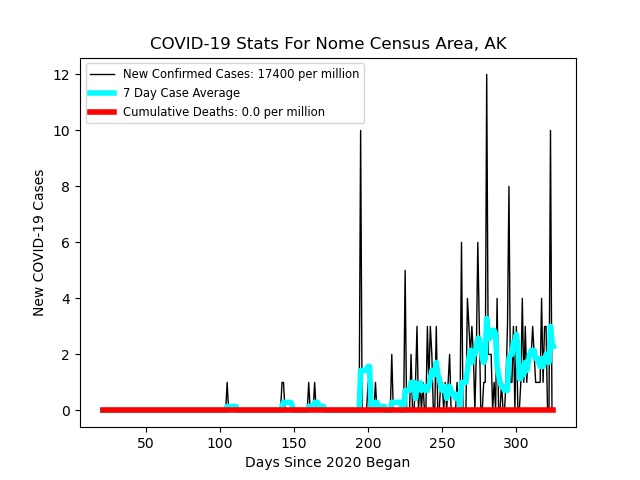 COVID-19 Stats For Nome Census Area, AK
New Confirmed Cases: 17400 per million
7 Day Case Average
Cumulative Deaths: 0.0 per million
New COVID-19 Cases
12
10
8
6
4
2
0
50 100 150 200 250 300
Days Since 2020 Began